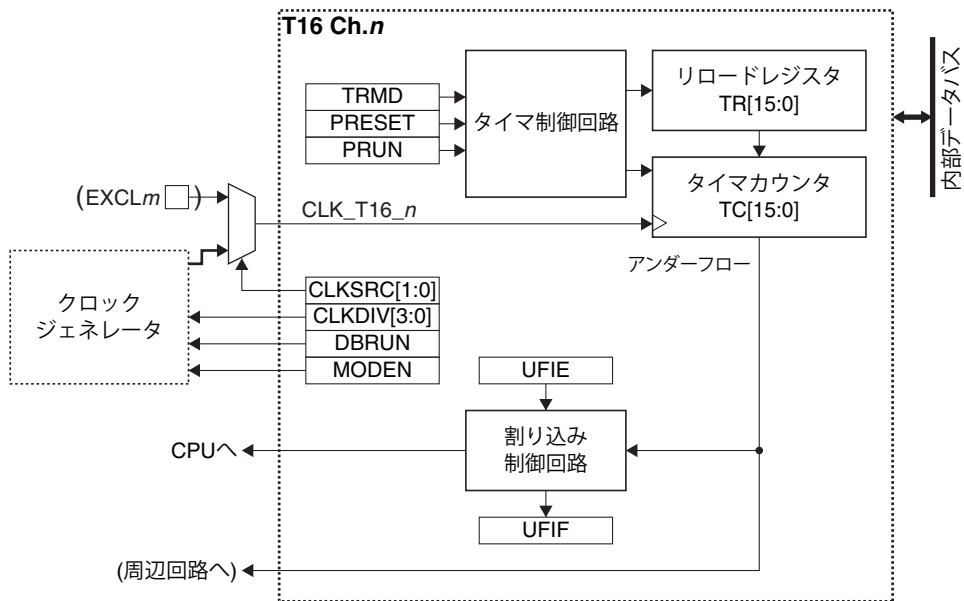 T16 Ch.n
リロードレジスタ
TR[15:0]
TRMD
PRESET
PRUN
タイマ制御回路
内部データバス
タイマカウンタ
TC[15:0]
(EXCLm )
CLK_T16_n
アンダーフロー
クロック
ジェネレータ
CLKSRC[1:0]
CLKDIV[3:0]
DBRUN
MODEN
UFIE
CPUへ
割り込み
制御回路
UFIF
(周辺回路へ)